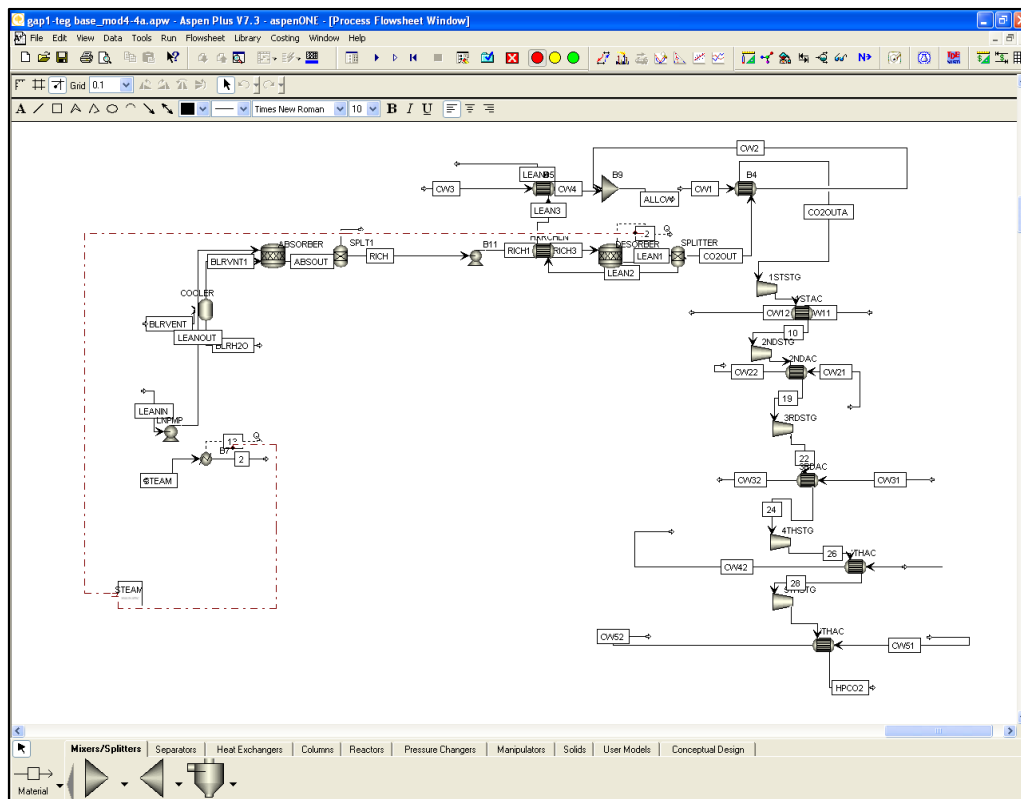 gap1-teg base_mod4-4a.apw - Aspen Plus V7.3 - aspenONE - [Process Flowsheet Window]
File Edit View Data Tools Run Flowsheet Library Costing Window Help
Grid 0.1
Times New Roman 10 B I U
CW2
B5 B9 B4
CW3 CW4 ALLCW CW1
LEAN3 CO2OUTA
ABSORBER SPLT1 B11 DESORBER 2 Q
BLRVNT1 ABSOUT RICH RICH1 RICH3 LEAN1 SPLITTER CO2OUT
LEAN2
COOLER 1STSTG
BLRVENT CW12
LEANOUT 10
BLRH2O 2NDSTG
2NDAC
CW22 CW21
LEANIN 19
LNPMP 3RDSTG
Q
B7 2 22
STEAM CW32 3RDAC CW31
24
4THSTG
26
CW42
STEAM 28
CW52 CW51
HPCO2
Mixers/Splitters Separators Heat Exchangers Columns Reactors Pressure Changers Manipulators Solids User Models Conceptual Design
Material